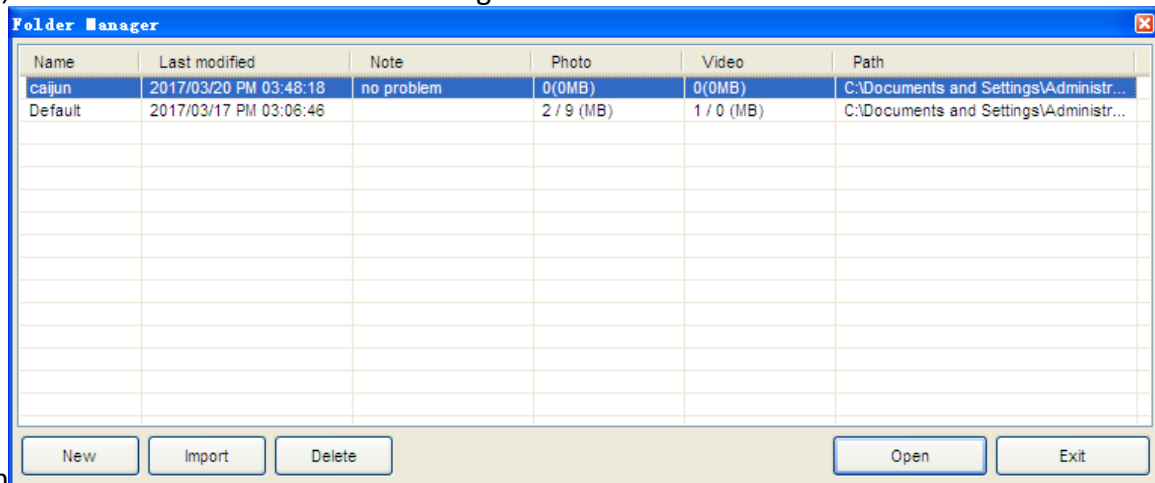 Folder Manager
Name Last modified Note Photo Video Path
caijun 2017/03/20 PM 03:48:18 no problem 0(0MB) 0(0MB) C:\Documents and Settings\Administr...
Default 2017/03/17 PM 03:06:46 2 / 9 (MB) 1 / 0 (MB) C:\Documents and Settings\Administr...
New Import Delete Open Exit